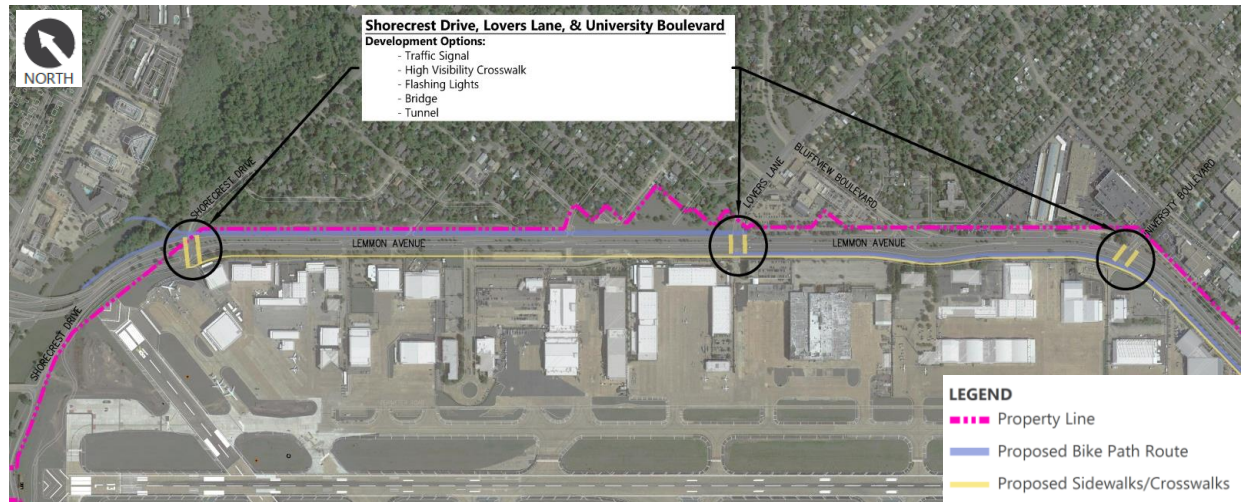 Shorecrest Drive, Lovers Lane, & University Boulevard
Development Options:
- Traffic Signal
- High Visibility Crosswalk
- Flashing Lights
- Bridge
- Tunnel
NORTH
SHORECREST DRIVE
LOVERS LANE
BLUFFVIEW BOULEVARD
UNIVERSITY BOULEVARD
LEMMON AVENUE
LEMMON AVENUE
SHORECREST DRIVE
LEGEND
Property Line
Proposed Bike Path Route
Proposed Sidewalks/Crosswalks